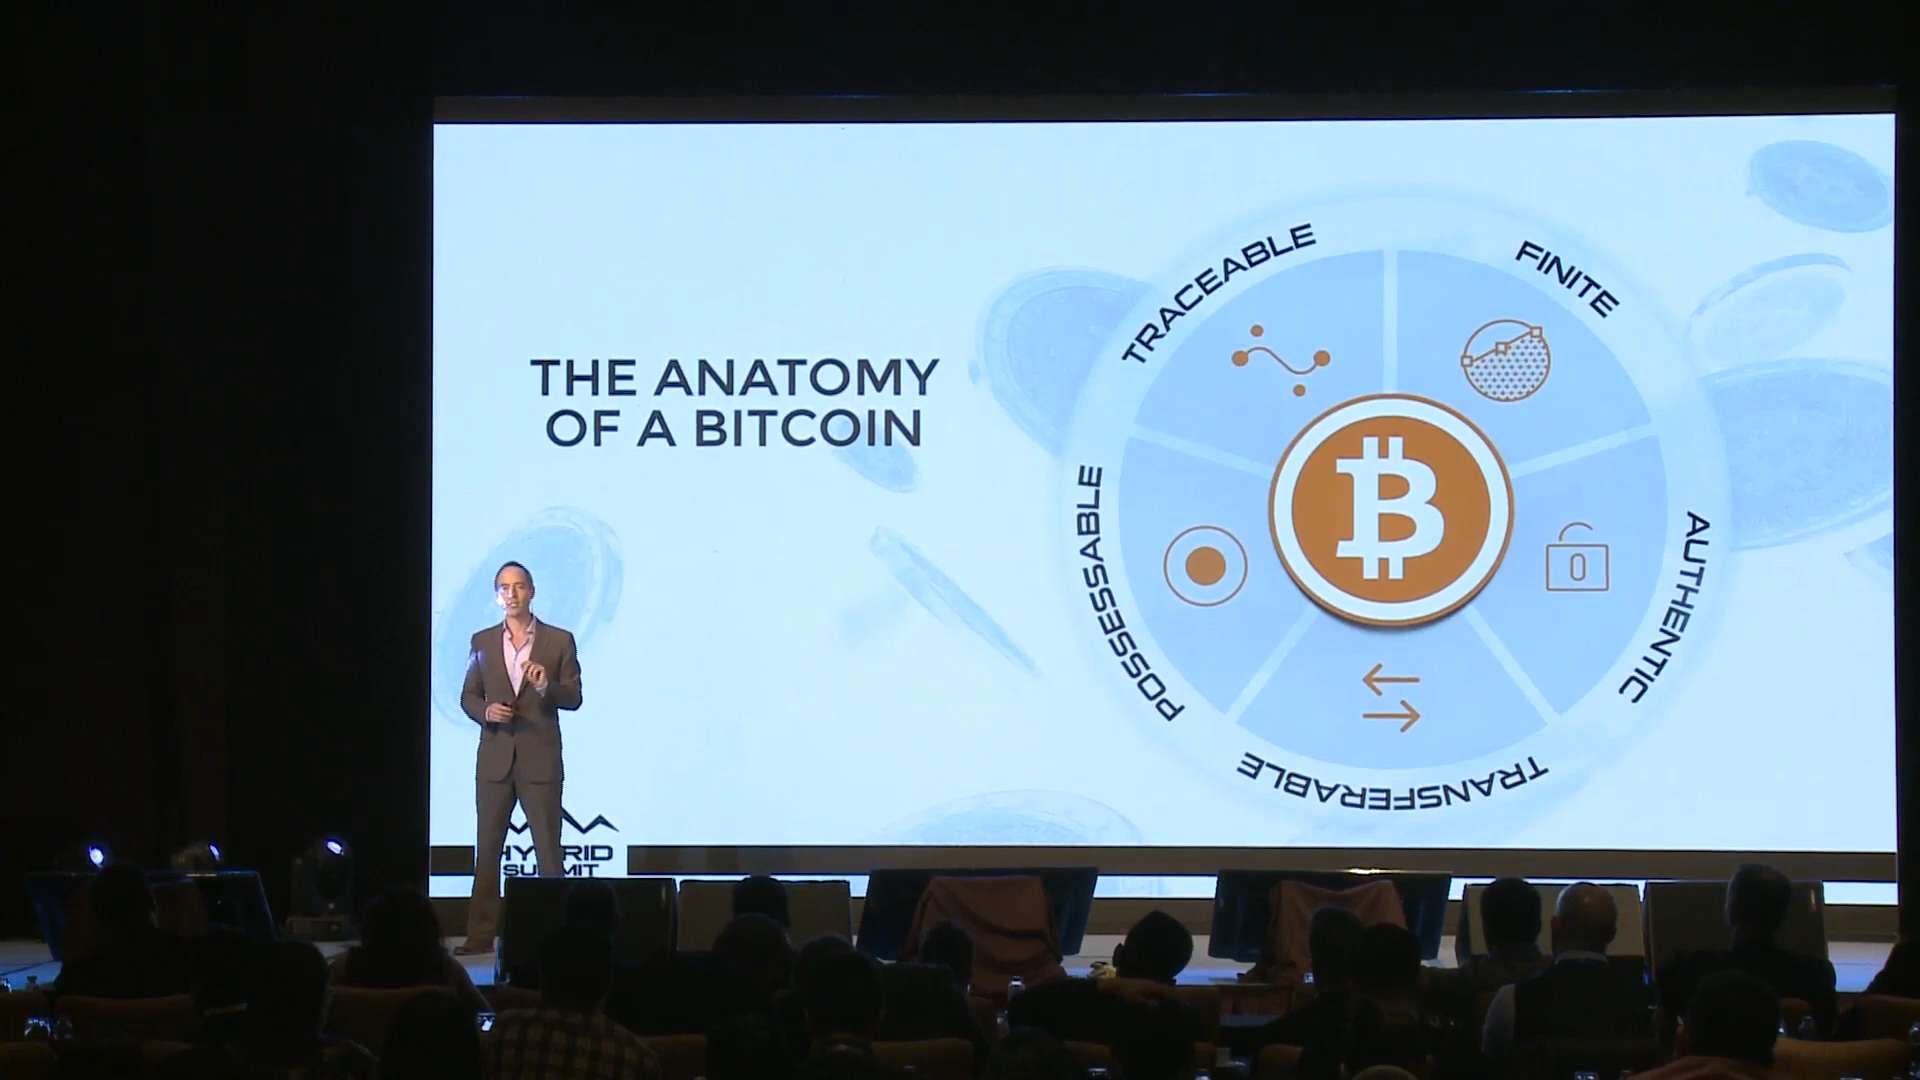 THE ANATOMY
OF A BITCOIN
TRACEABLE
FINITE
AUTHENTIC
TRANSFERABLE
POSSESSABLE
HYBRID
SUMMIT